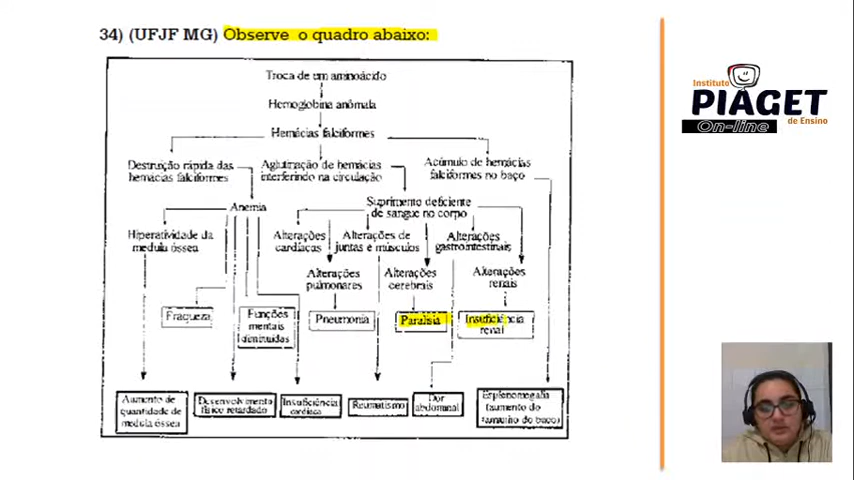 34) (UFJF MG) Observe o quadro abaixo:
Instituto
PIAGET
de Ensino
On-line
Troca de um aminoácido
Hemoglobina anômala
Hemácias falciformes
Destruição rápida das
hemácias falciformes
Aglutinação de hemácias
interferindo na circulação
Acúmulo de hemácias
falciformes no baço
Anemia
Suprimento deficiente
de sangue no corpo
Hiperatividade da
medula óssea
Alterações
cardíacas
Alterações de
juntas e músculos
Alterações
gastrointestinais
Alterações
pulmonares
Alterações
cerebrais
Alterações
renais
Fraqueza
Funções
mentais
diminuídas
Pneumonia
Paralisia
Insuficiência
renal
Aumento de
quantidade de
medula óssea
Desenvolvimento
físico retardado
Insuficiência
cardíaca
Reumatismo
Dor
abdominal
Esplenomegalia
(aumento do
tamanho do baço)